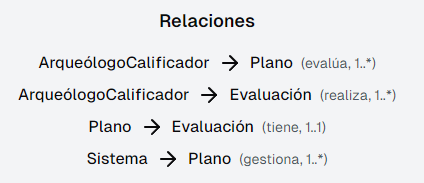 Relaciones
ArqueólogoCalificador → Plano (evalúa, 1..*)
ArqueólogoCalificador → Evaluación (realiza, 1..*)
Plano → Evaluación (tiene, 1..1)
Sistema → Plano (gestiona, 1..*)